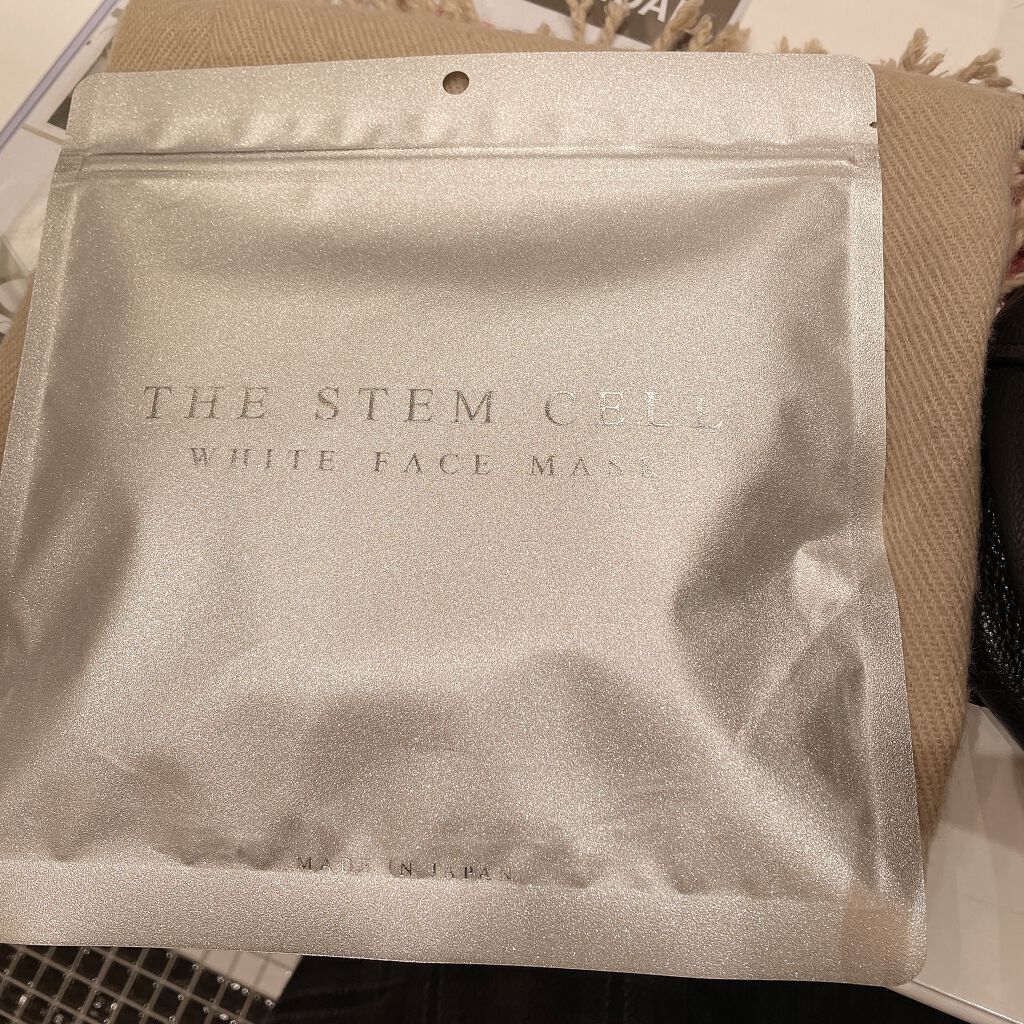 THE STEM CELL
WHITE FACE MASK
MADE IN JAPAN